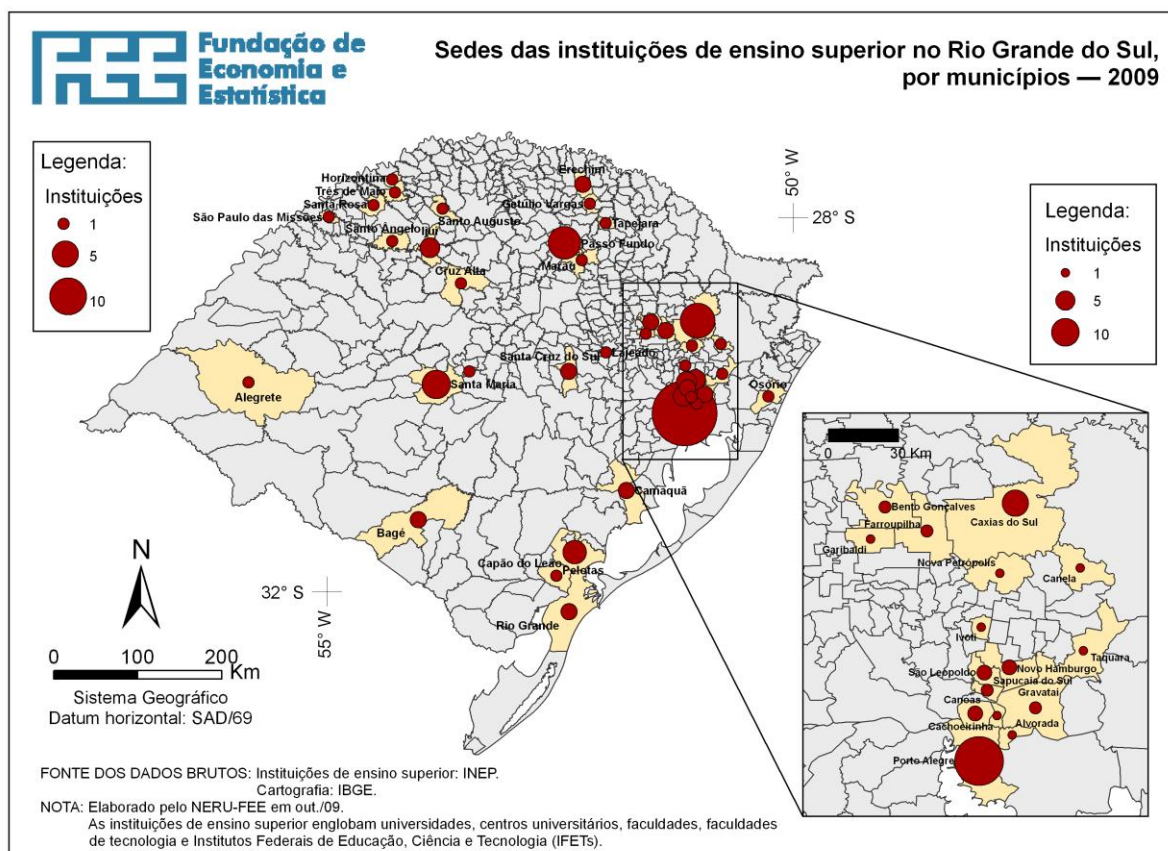 FEE
Fundação de
Economia e
Estatística
Sedes das instituições de ensino superior no Rio Grande do Sul,
por municípios — 2009
Legenda:
Instituições
1
5
10
Legenda:
Instituições
1
5
10
50° W
28° S
Horizontina
Três de Maio
Santa Rosa
São Paulo das Missões
Santo Augusto
Santo Ângelo
Ijuí
Cruz Alta
Erechim
Getúlio Vargas
Tapejara
Passo Fundo
Marau
Santa Cruz do Sul
Lajeado
Santa Maria
Alegrete
Osório
Camaquã
Bagé
Capão do Leão
Pelotas
Rio Grande
32° S
55° W
N
0 100 200
Km
Sistema Geográfico
Datum horizontal: SAD/69
0 30 Km
Bento Gonçalves
Farroupilha
Caxias do Sul
Garibaldi
Nova Petrópolis
Canela
Ivoti
Taquara
São Leopoldo
Novo Hamburgo
Sapucaia do Sul
Gravataí
Canoas
Cachoeirinha
Alvorada
Porto Alegre
FONTE DOS DADOS BRUTOS: Instituições de ensino superior: INEP.
Cartografia: IBGE.
NOTA: Elaborado pelo NERU-FEE em out./09.
As instituições de ensino superior englobam universidades, centros universitários, faculdades, faculdades
de tecnologia e Institutos Federais de Educação, Ciência e Tecnologia (IFETs).